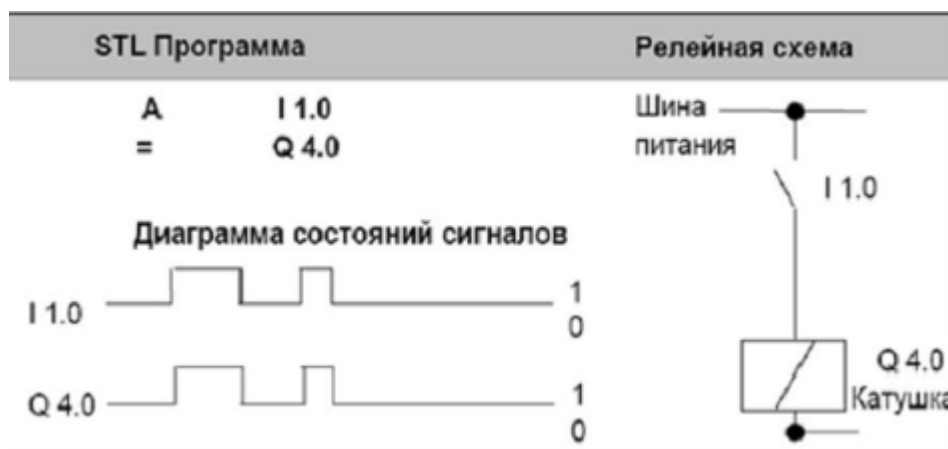 STL Программа
Релейная схема
A I 1.0
= Q 4.0
Шина
питания
I 1.0
Диаграмма состояний сигналов
I 1.0
1
0
Q 4.0
1
0
Q 4.0
Катушка